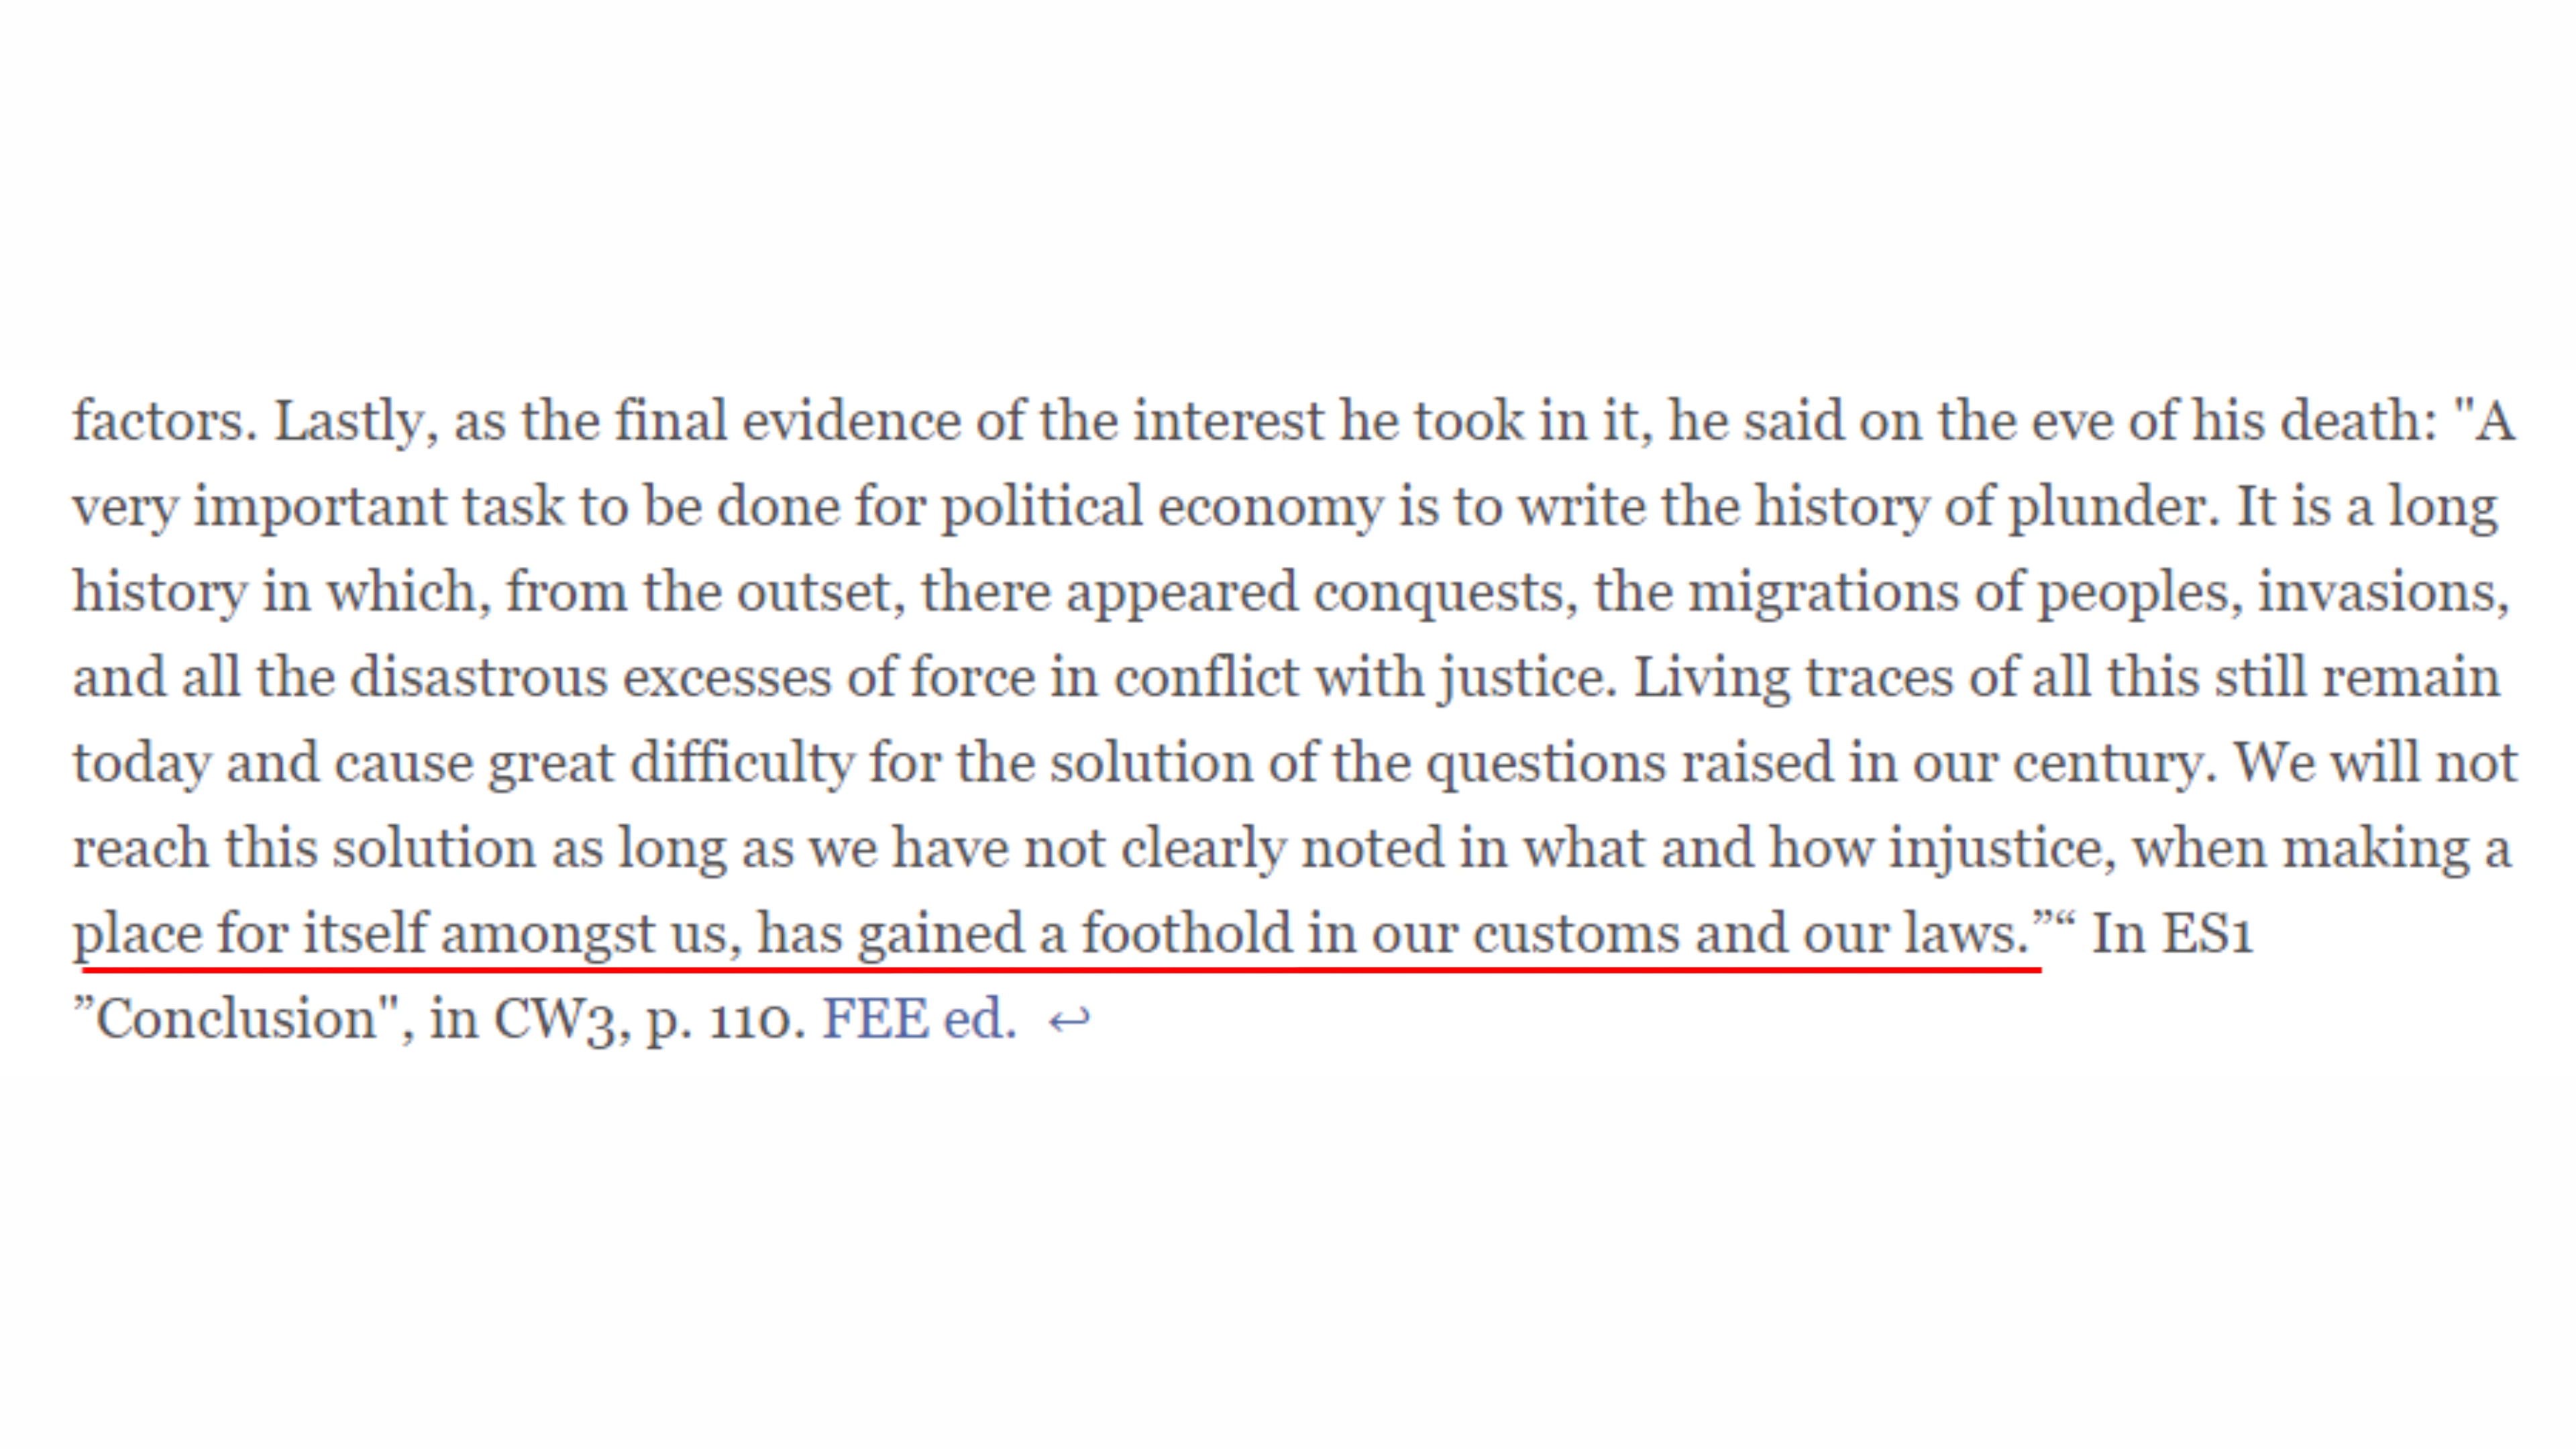 factors. Lastly, as the final evidence of the interest he took in it, he said on the eve of his death: "A
very important task to be done for political economy is to write the history of plunder. It is a long
history in which, from the outset, there appeared conquests, the migrations of peoples, invasions,
and all the disastrous excesses of force in conflict with justice. Living traces of all this still remain
today and cause great difficulty for the solution of the questions raised in our century. We will not
reach this solution as long as we have not clearly noted in what and how injustice, when making a
place for itself amongst us, has gained a foothold in our customs and our laws.”“ In ES1
”Conclusion", in CW3, p. 110. FEE ed. ↩